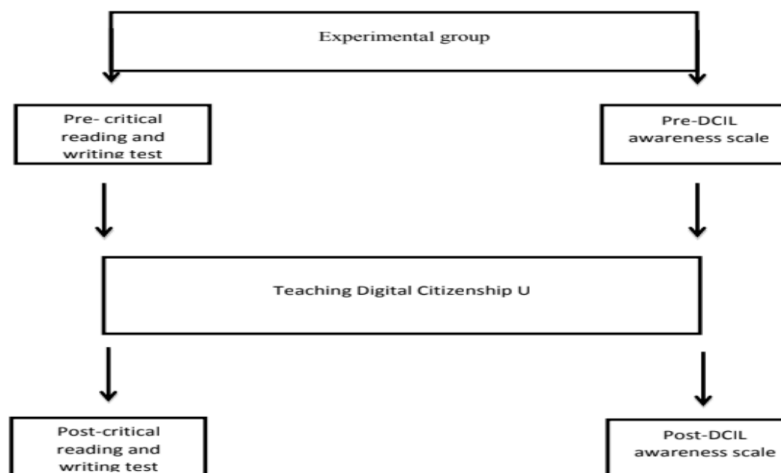 Experimental group
Pre- critical
reading and
writing test
Pre-DCIL
awareness scale
Teaching Digital Citizenship U
Post-critical
reading and
writing test
Post-DCIL
awareness scale